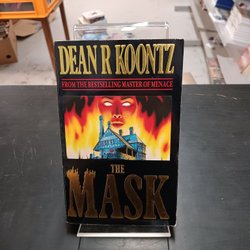 DEAN R KOONTZ
FROM THE BESTSELLING MASTER OF MENACE
THE
MASK